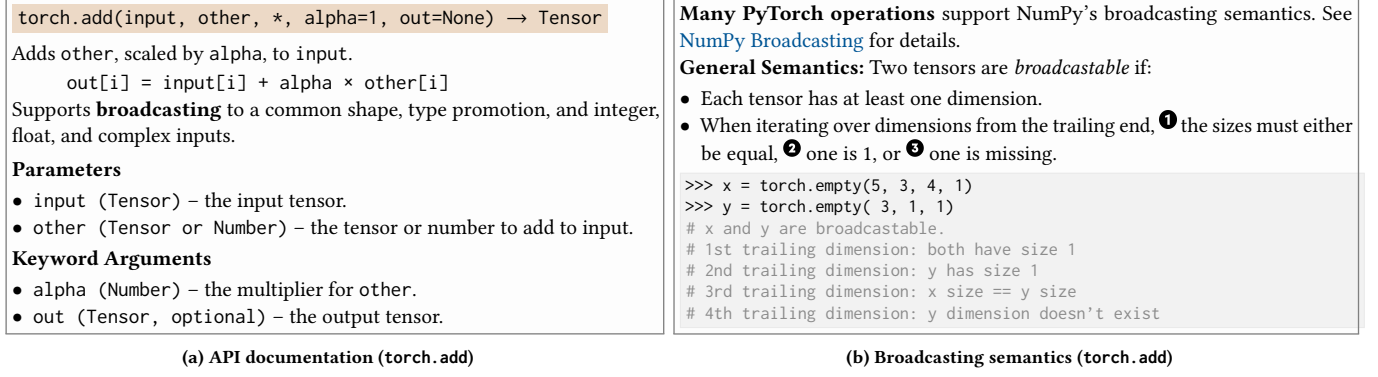 torch.add(input, other, *, alpha=1, out=None) → Tensor
Adds other, scaled by alpha, to input.
out[i] = input[i] + alpha × other[i]
Supports broadcasting to a common shape, type promotion, and integer,
float, and complex inputs.
Parameters
• input (Tensor) – the input tensor.
• other (Tensor or Number) – the tensor or number to add to input.
Keyword Arguments
• alpha (Number) – the multiplier for other.
• out (Tensor, optional) – the output tensor.
(a) API documentation (torch.add)
Many PyTorch operations support NumPy's broadcasting semantics. See
NumPy Broadcasting for details.
General Semantics: Two tensors are broadcastable if:
• Each tensor has at least one dimension.
• When iterating over dimensions from the trailing end, ❶ the sizes must either
be equal, ❷ one is 1, or ❸ one is missing.
>>> x = torch.empty(5, 3, 4, 1)
>>> y = torch.empty( 3, 1, 1)
# x and y are broadcastable.
# 1st trailing dimension: both have size 1
# 2nd trailing dimension: y has size 1
# 3rd trailing dimension: x size == y size
# 4th trailing dimension: y dimension doesn't exist
(b) Broadcasting semantics (torch.add)